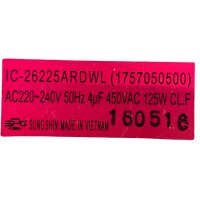 IC-26225ARDWL (1757050500)
AC220~240V 50Hz 4µF 450VAC 125W CL.F
SUNG SHIN MADE IN VIETNAM
160516